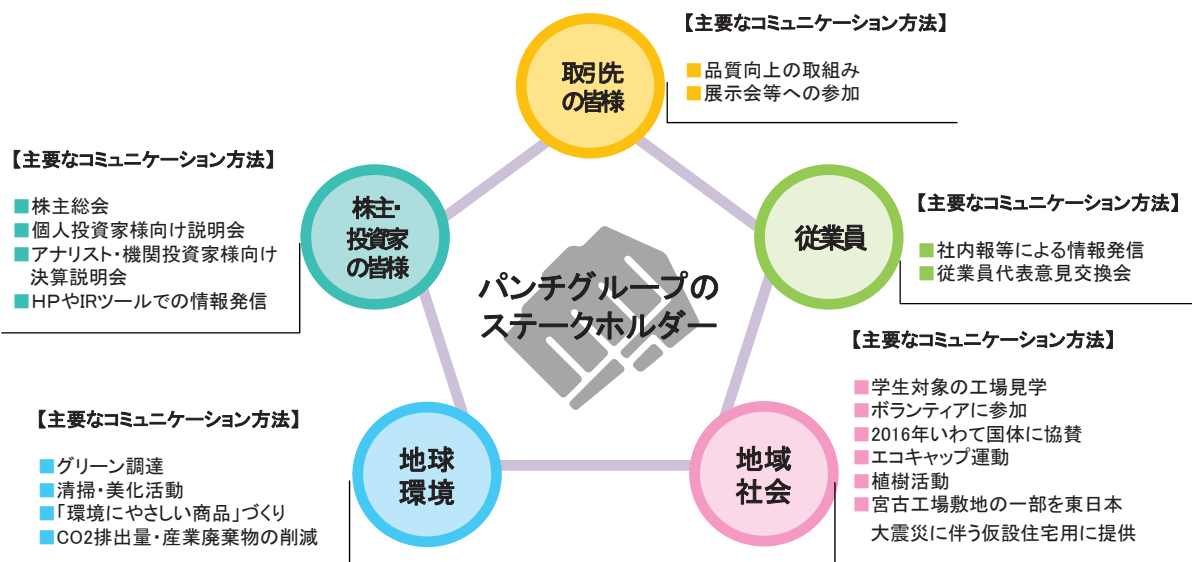 【主要なコミュニケーション方法】
■品質向上の取組み
■展示会等への参加
取引先
の皆様
【主要なコミュニケーション方法】
■株主総会
■個人投資家様向け説明会
■アナリスト・機関投資家様向け
決算説明会
■HPやIRツールでの情報発信
株主・
投資家
の皆様
従業員
【主要なコミュニケーション方法】
■社内報等による情報発信
■従業員代表意見交換会
パンチグループの
ステークホルダー
【主要なコミュニケーション方法】
■グリーン調達
■清掃・美化活動
■「環境にやさしい商品」づくり
■CO2排出量・産業廃棄物の削減
地球
環境
地域
社会
【主要なコミュニケーション方法】
■学生対象の工場見学
■ボランティアに参加
■2016年いわて国体に協賛
■エコキャップ運動
■植樹活動
■宮古工場敷地の一部を東日本
大震災に伴う仮設住宅用に提供